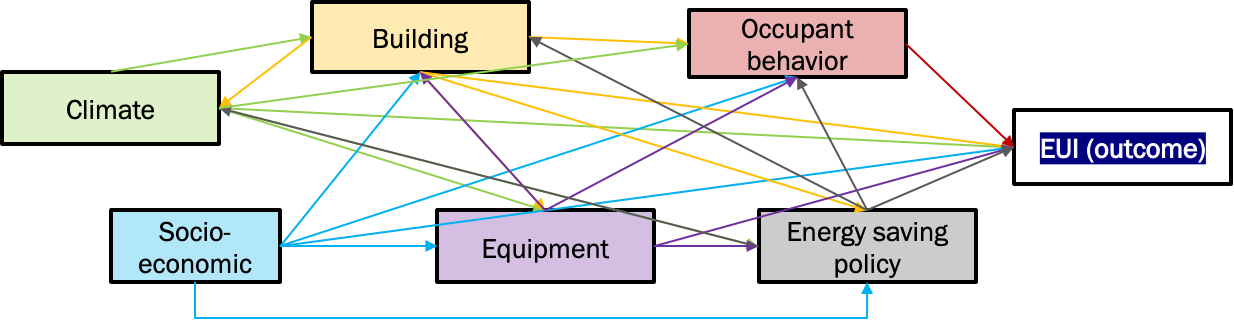 Building
Occupant
behavior
Climate
EUI (outcome)
Socio-
economic
Equipment
Energy saving
policy